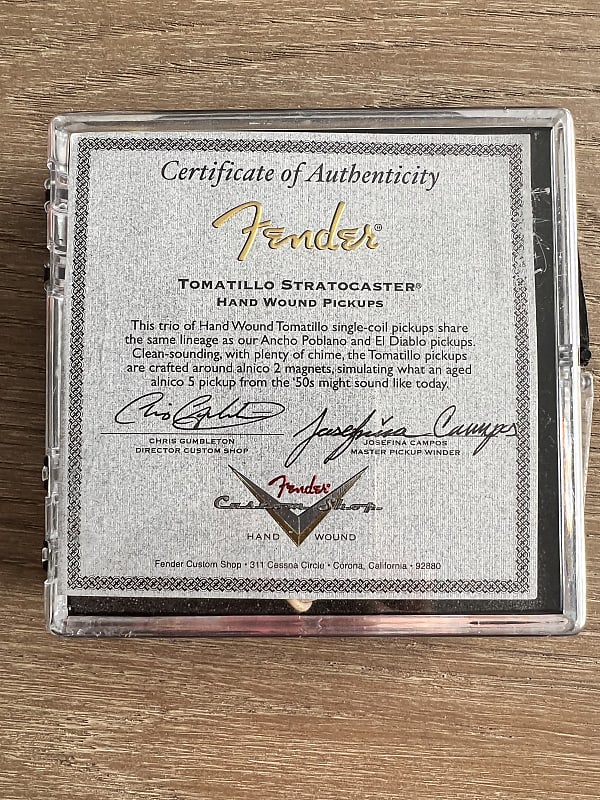 Certificate of Authenticity
Fender®
TOMATILLO STRATOCASTER®
HAND WOUND PICKUPS
This trio of Hand Wound Tomatillo single-coil pickups share
the same lineage as our Ancho Poblano and El Diablo pickups.
Clean-sounding, with plenty of chime, the Tomatillo pickups
are crafted around alnico 2 magnets, simulating what an aged
alnico 5 pickup from the '50s might sound like today.
Josefina Campos
CHRIS GUMBLETON
DIRECTOR CUSTOM SHOP
JOSEFINA CAMPOS
MASTER PICKUP WINDER
Fender
Custom Shop
HAND WOUND
Fender Custom Shop • 311 Cessna Circle • Corona, California • 92880